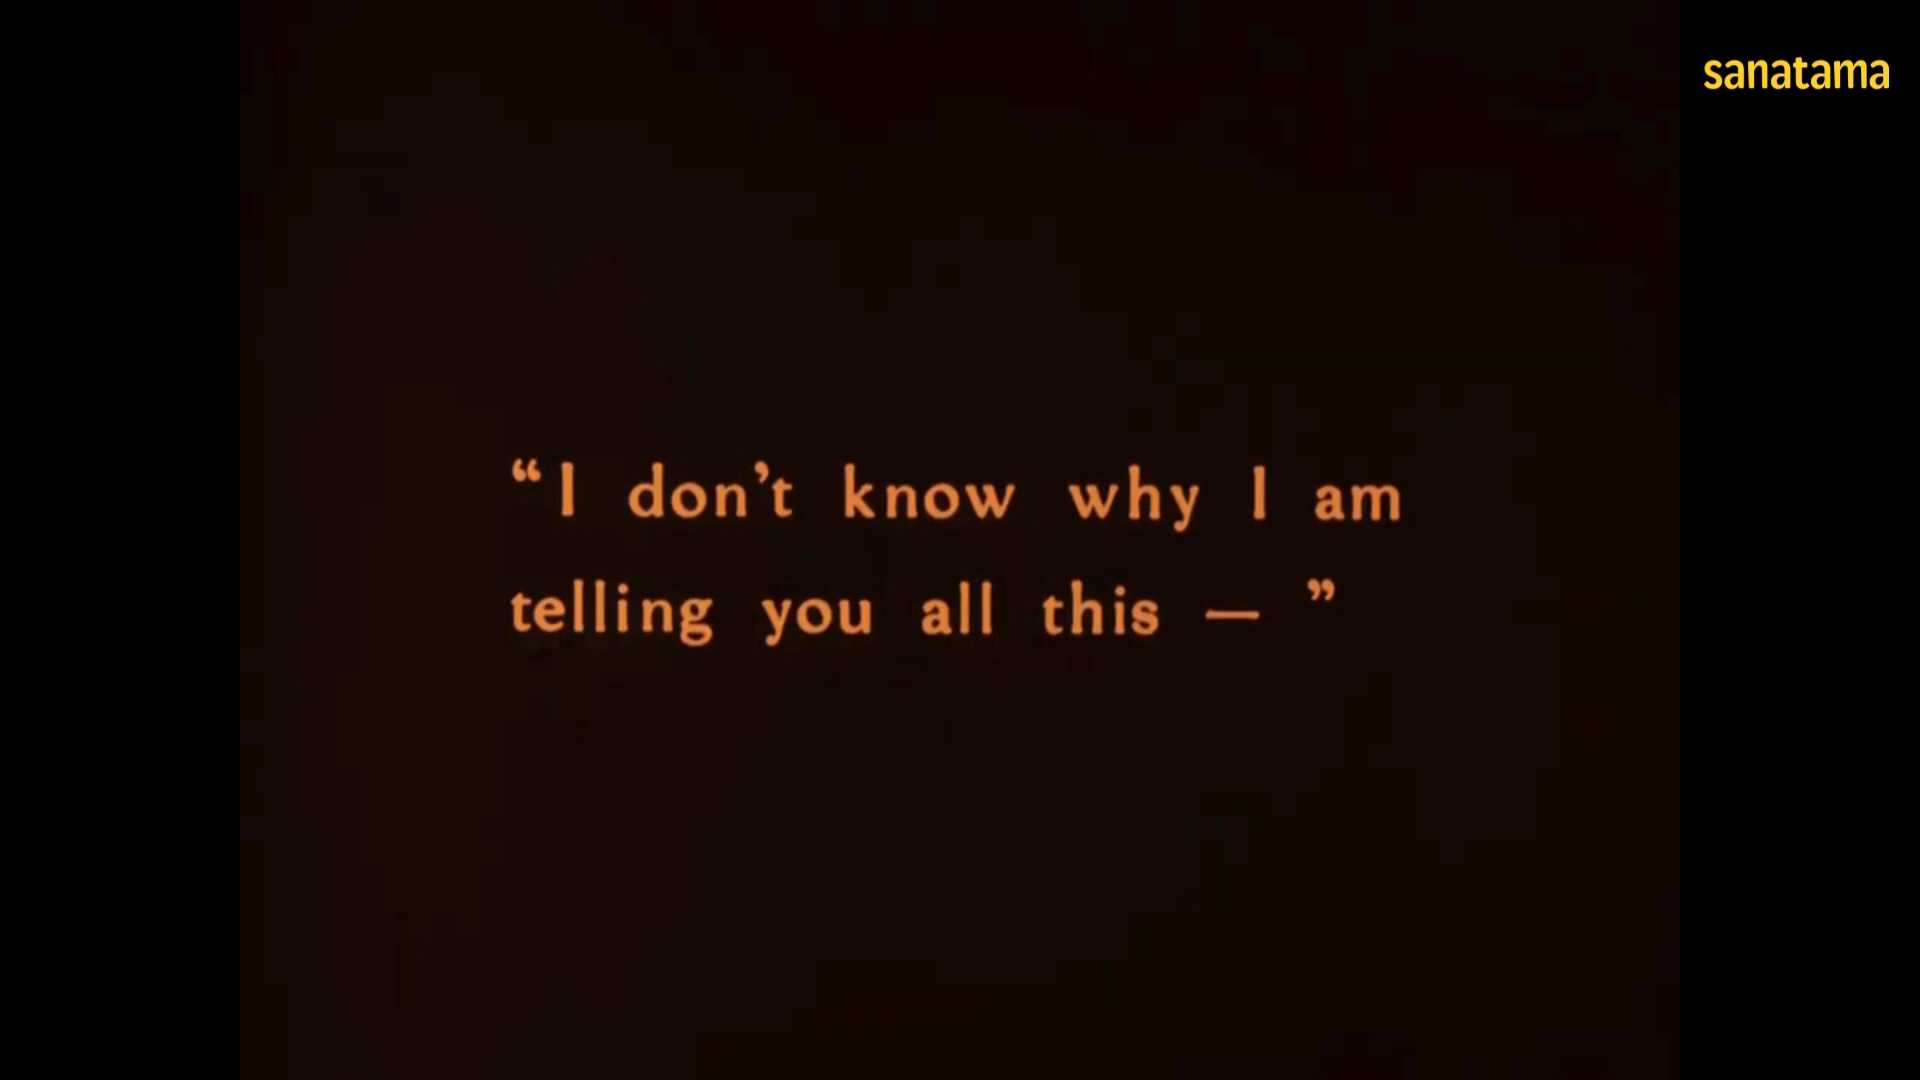 sanatama
“I don’t know why I am
telling you all this — ”